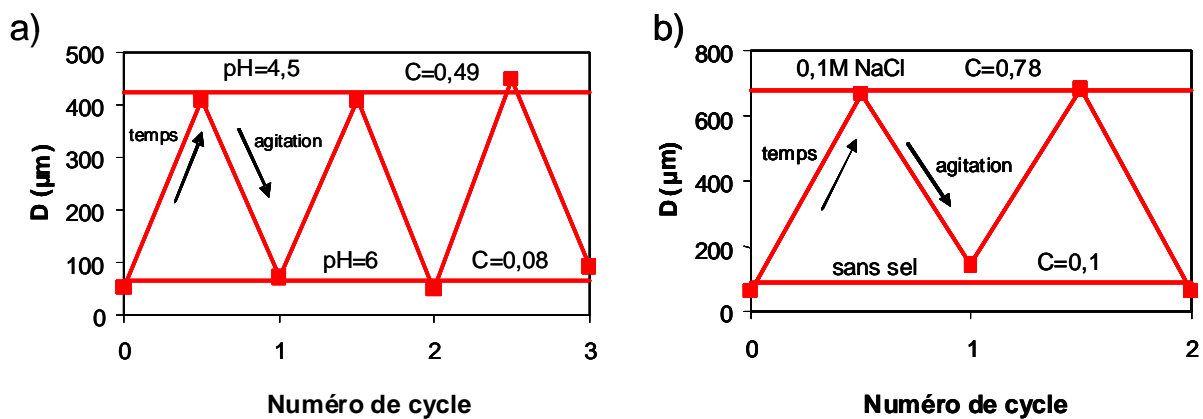 a)
D (µm)
500
400
300
200
100
0
pH=4,5 C=0,49
temps
agitation
pH=6 C=0,08
0 1 2 3
Numéro de cycle
b)
D (µm)
800
600
400
200
0
0,1M NaCl C=0,78
temps
agitation
sans sel C=0,1
0 1 2
Numéro de cycle